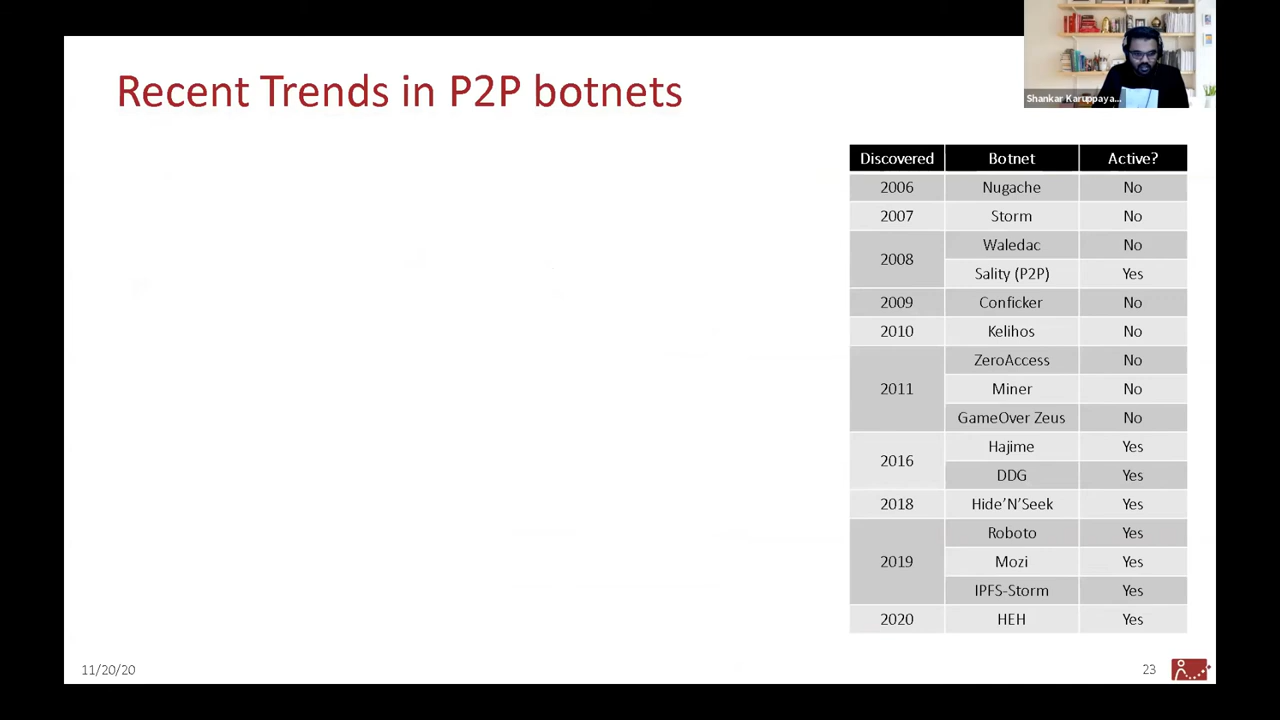 Recent Trends in P2P botnets
Shankar Karuppaya...
Discovered Botnet Active?
2006 Nugache No
2007 Storm No
2008 Waledac No
Sality (P2P) Yes
2009 Conficker No
2010 Kelihos No
2011 ZeroAccess No
Miner No
GameOver Zeus No
2016 Hajime Yes
DDG Yes
2018 Hide’N’Seek Yes
2019 Roboto Yes
Mozi Yes
IPFS-Storm Yes
2020 HEH Yes
11/20/20
23